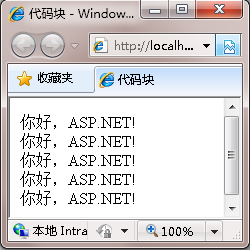 代码块 - Window
http://localh
收藏夹
代码块
你好，ASP.NET!
你好，ASP.NET!
你好，ASP.NET!
你好，ASP.NET!
你好，ASP.NET!
本地 Intra
100%